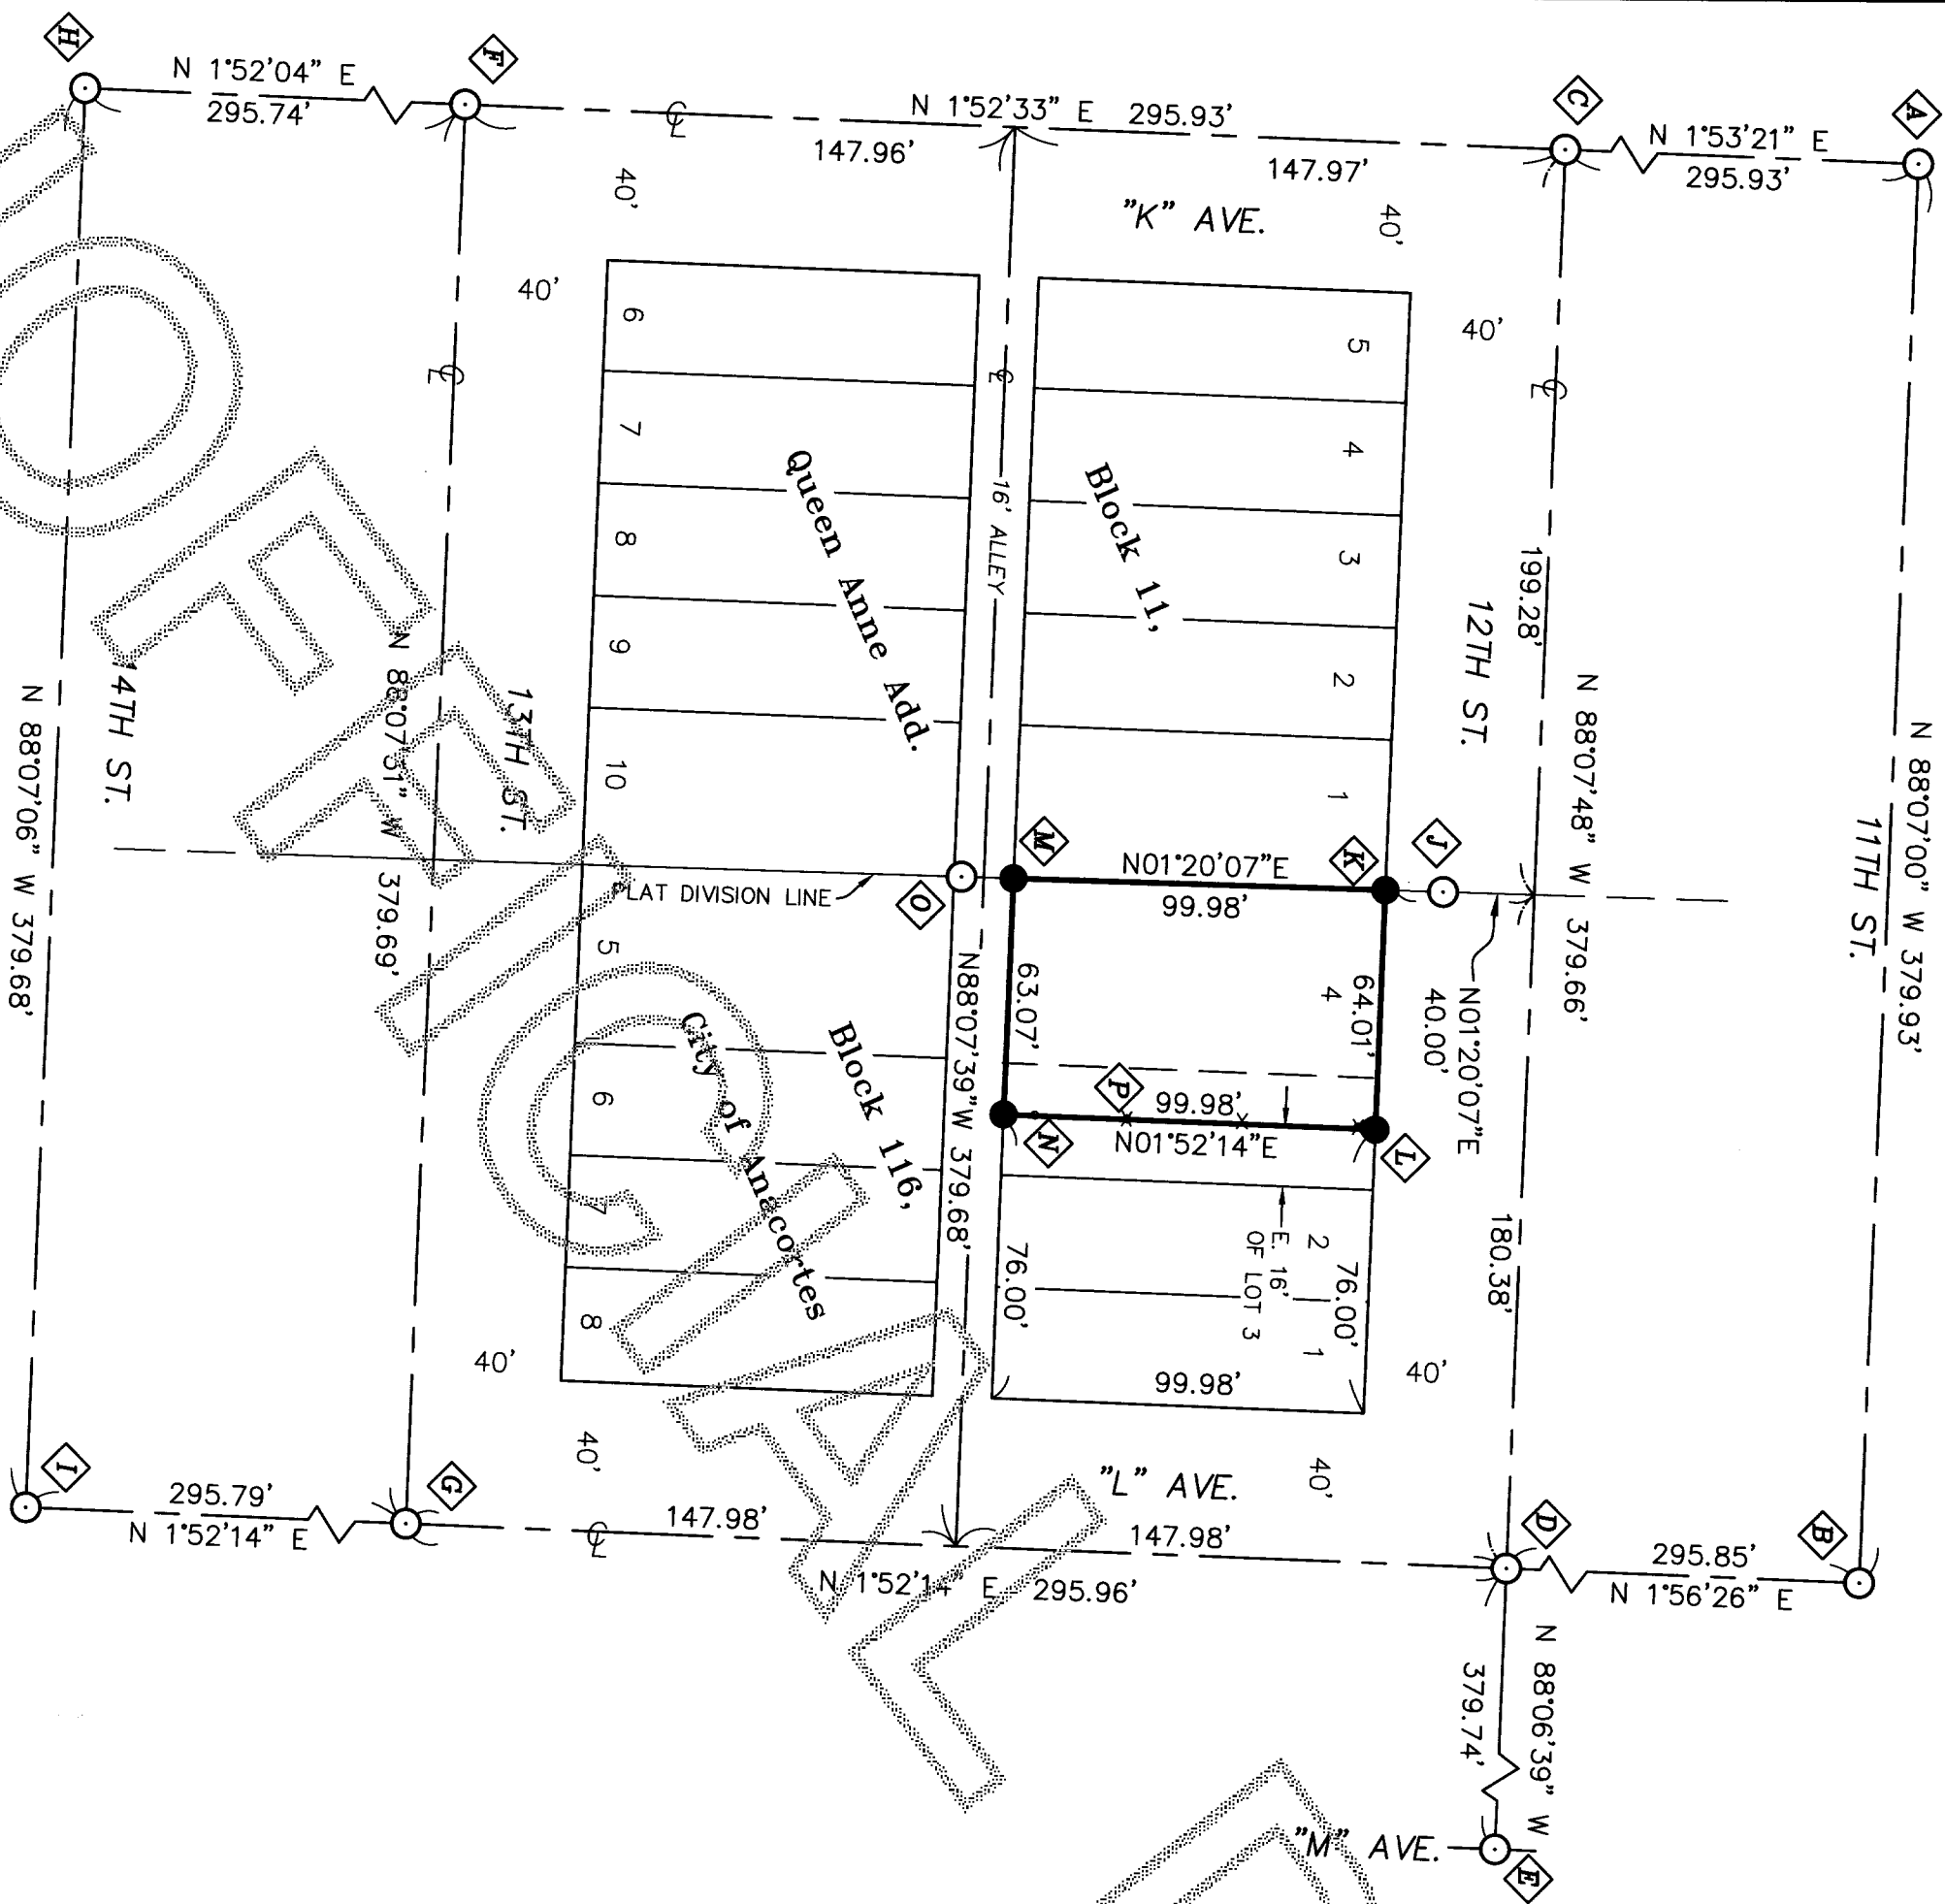 H
N 1°52'04" E
295.74'
F
℄
N 1°52'33" E 295.93'
147.96'
147.97'
C
N 1°53'21" E
295.93'
A
40'
"K" AVE.
40'
40'
40'
6
7
8
9
10
5
4
3
2
1
℄
℄
℄
Queen Anne Add.
Block 11,
16' ALLEY
199.28'
12TH ST.
N 88°07'48" W 379.66'
N 88°07'00" W 379.93'
11TH ST.
14TH ST.
N 88°07'06" W 379.68'
N 88°07'31" W 379.69'
13TH ST.
PLAT DIVISION LINE
O
M
N01°20'07"E
99.98'
K
J
N01°20'07"E
40.00'
63.07'
64.01'
4
P
99.98'
N01°52'14"E
N
L
N88°07'39"W 379.68'
5
6
7
8
City of Anacortes
Block 116,
180.38'
76.00'
76.00'
2
1
E. 16'
OF LOT 3
99.98'
40'
40'
40'
40'
"L" AVE.
I
295.79'
N 1°52'14" E
G
℄
147.98'
147.98'
N 1°52'14" E 295.96'
D
295.85'
N 1°56'26" E
B
N 88°06'39" W
379.74'
"M" AVE.
E
UNOFFICIAL